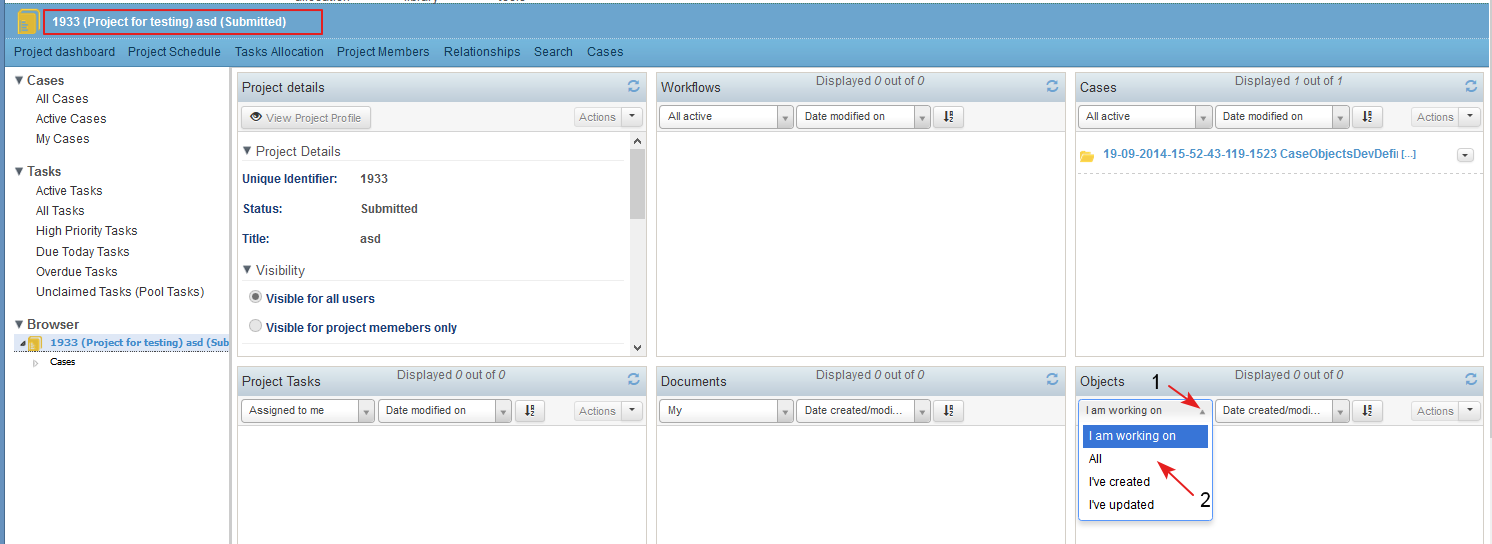 1933 (Project for testing) asd (Submitted)
Project dashboard Project Schedule Tasks Allocation Project Members Relationships Search Cases
Cases
All Cases
Active Cases
My Cases
Tasks
Active Tasks
All Tasks
High Priority Tasks
Due Today Tasks
Overdue Tasks
Unclaimed Tasks (Pool Tasks)
Browser
1933 (Project for testing) asd (Sub
Cases
Project details
View Project Profile Actions
Project Details
Unique Identifier: 1933
Status: Submitted
Title: asd
Visibility
Visible for all users
Visible for project memebers only
Workflows Displayed 0 out of 0
All active Date modified on
Cases Displayed 1 out of 1
All active Date modified on Actions
19-09-2014-15-52-43-119-1523 CaseObjectsDevDefi [...]
Project Tasks Displayed 0 out of 0
Assigned to me Date modified on Actions
Documents Displayed 0 out of 0
My Date created/modi...
Objects 1 Displayed 0 out of 0
I am working on Date created/modi... Actions
I am working on
All
I've created
2
I've updated